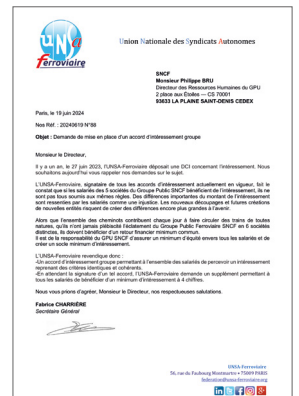 UNSa
Ferroviaire
Union Nationale des Syndicats Autonomes
SNCF
Monsieur Philippe BRU
Directeur des Ressources Humaines du GPU
2 place aux Étoiles — CS 70001
93633 LA PLAINE SAINT-DENIS CEDEX
Paris, le 19 juin 2024
Nos Réf. : 20240619 N°88
Objet : Demande de mise en place d'un accord d'intéressement groupe
Monsieur le Directeur,
Il y a un an, le 27 juin 2023, l'UNSA-Ferroviaire déposait une DCI concernant l'intéressement. Nous
souhaitons aujourd'hui vous rappeler nos demandes sur le sujet.
L'UNSA-Ferroviaire, signataire de tous les accords d'intéressement actuellement en vigueur, fait le
constat que si les salariés des 5 sociétés du Groupe Public SNCF bénéficient de l'intéressement, ils ne
sont pas tous soumis aux mêmes règles. Des différences importantes du montant de l'intéressement
sont ressenties par les salariés comme une injustice. Les nouveaux découpages et futures créations
de nouvelles entités risquent de créer des différences encore plus grandes à l'avenir.
Alors que l'ensemble des cheminots contribuent chaque jour à faire circuler des trains de toutes
natures, qu'ils n'ont jamais plébiscité l'éclatement du Groupe Public Ferroviaire SNCF en 6 sociétés
distinctes, ils doivent bénéficier d'un retour financier minimum commun.
Il est de la responsabilité du GPU SNCF d'assurer un minimum d'équité envers tous les salariés et de
créer un socle minimum d'intéressement.
L'UNSA-Ferroviaire revendique donc :
-Un accord d'intéressement groupe permettant à l'ensemble des salariés de percevoir un intéressement
reprenant des critères identiques et cohérents.
-En attendant la signature d'un tel accord, l'UNSA-Ferroviaire demande un supplément permettant à
tous les salariés de bénéficier d'un minimum d'intéressement à 4 chiffres.
Nous vous prions d'agréer, Monsieur le Directeur, nos respectueuses salutations.
Fabrice CHARRIÈRE
Secrétaire Général
UNSA-Ferroviaire
56, rue du Faubourg Montmartre • 75009 PARIS
federation@unsa-ferroviaire.org